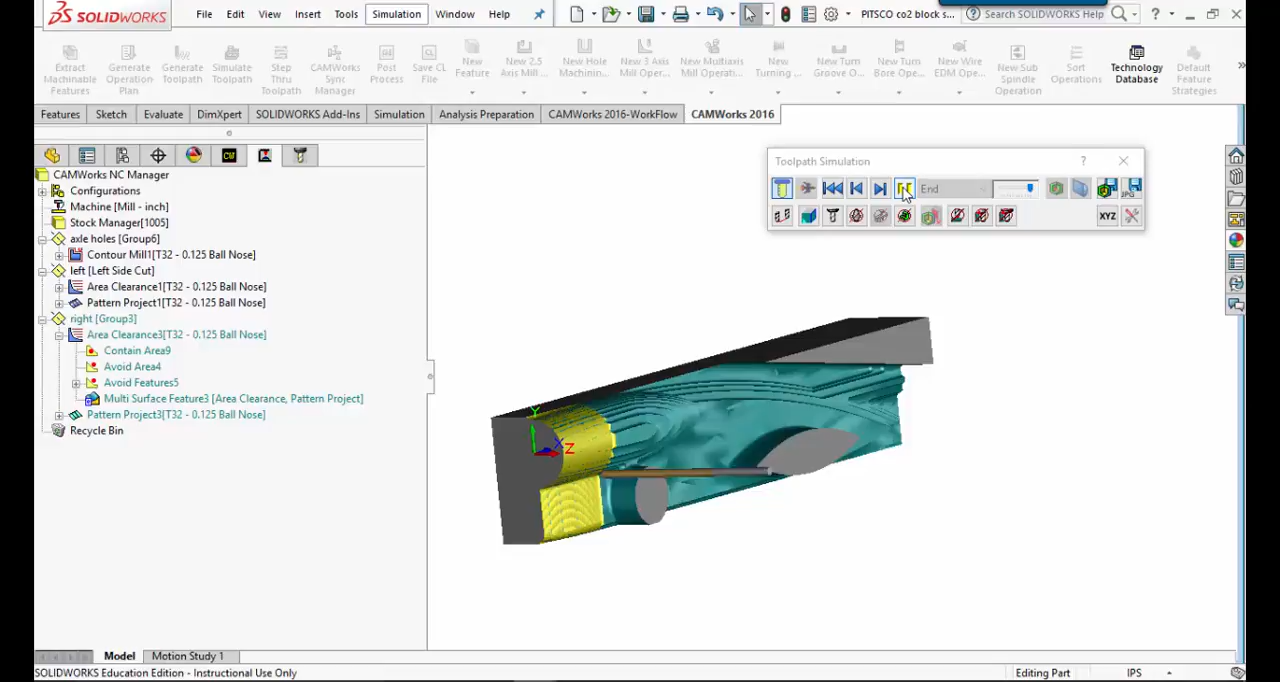 SOLIDWORKS File Edit View Insert Tools Simulation Window Help PITSCO co2 block s... Search SOLIDWORKS Help ?
Extract Machinable Features
Generate Operation Plan
Generate Toolpath
Simulate Toolpath
Step Thru Toolpath
CAMWorks Sync Manager
Post Process
Save CL File
New Feature
New 2.5 Axis Mill ...
New Hole Machinin...
New 3 Axis Mill Oper...
New Multiaxis Mill Operati...
New Turning ...
New Turn Groove O...
New Turn Bore Ope...
New Wire EDM Ope...
New Sub Spindle Operation
Sort Operations
Technology Database
Default Feature Strategies
Features Sketch Evaluate DimXpert SOLIDWORKS Add-Ins Simulation Analysis Preparation CAMWorks 2016-WorkFlow CAMWorks 2016
CW
CAMWorks NC Manager
Configurations
Machine [Mill - inch]
Stock Manager[1005]
axle holes [Group6]
Contour Mill1[T32 - 0.125 Ball Nose]
left [Left Side Cut]
Area Clearance1[T32 - 0.125 Ball Nose]
Pattern Project1[T32 - 0.125 Ball Nose]
right [Group3]
Area Clearance3[T32 - 0.125 Ball Nose]
Contain Area9
Avoid Area4
Avoid Features5
Multi Surface Feature3 [Area Clearance, Pattern Project]
Pattern Project3[T32 - 0.125 Ball Nose]
Recycle Bin
Toolpath Simulation ?
End JPG
XYZ
Y
X Z
Model Motion Study 1
SOLIDWORKS Education Edition - Instructional Use Only Editing Part IPS